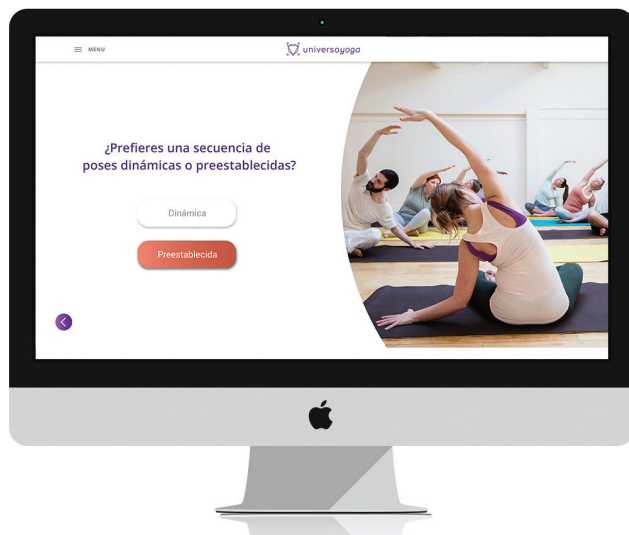 MENU
universoyoga
¿Prefieres una secuencia de
poses dinámicas o preestablecidas?
Dinámica
Preestablecida